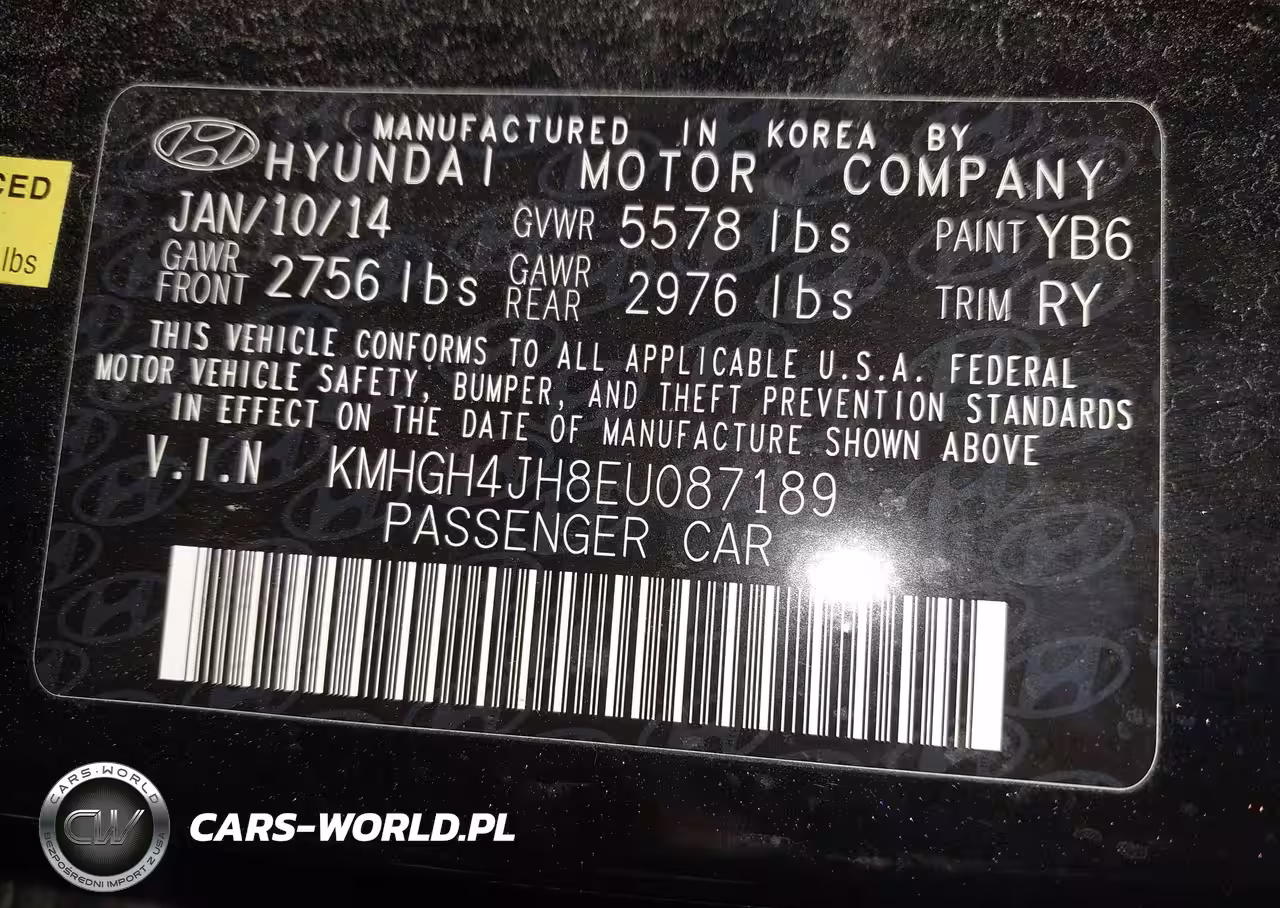 CED
lbs
MANUFACTURED IN KOREA BY
HYUNDAI MOTOR COMPANY
JAN/10/14 GVWR 5578 lbs PAINT YB6
GAWR FRONT 2756 lbs GAWR REAR 2976 lbs TRIM RY
THIS VEHICLE CONFORMS TO ALL APPLICABLE U.S.A. FEDERAL
MOTOR VEHICLE SAFETY, BUMPER, AND THEFT PREVENTION STANDARDS
IN EFFECT ON THE DATE OF MANUFACTURE SHOWN ABOVE
V.I.N KMHGH4JH8EU087189
PASSENGER CAR
CARS-WORLD
CW
BEZPOŚREDNI IMPORT Z USA
CARS-WORLD.PL